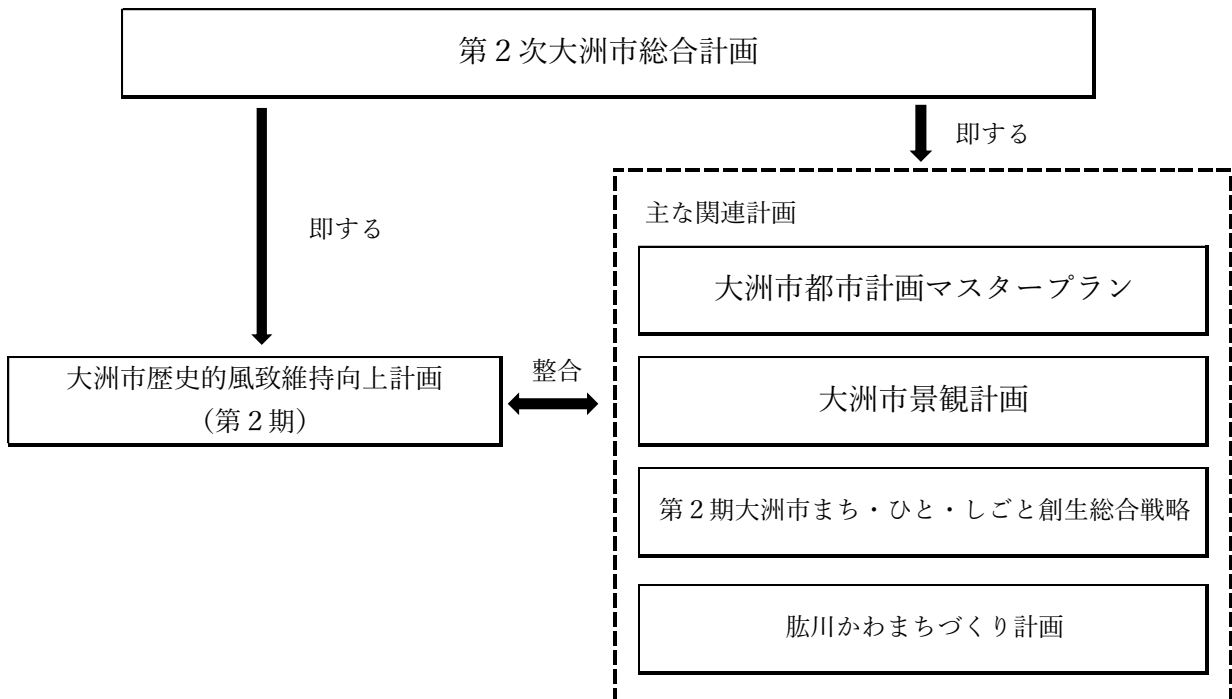 第２次大洲市総合計画
即する
即する
主な関連計画
大洲市都市計画マスタープラン
大洲市歴史的風致維持向上計画
（第２期）
整合
大洲市景観計画
第２期大洲市まち・ひと・しごと創生総合戦略
肱川かわまちづくり計画